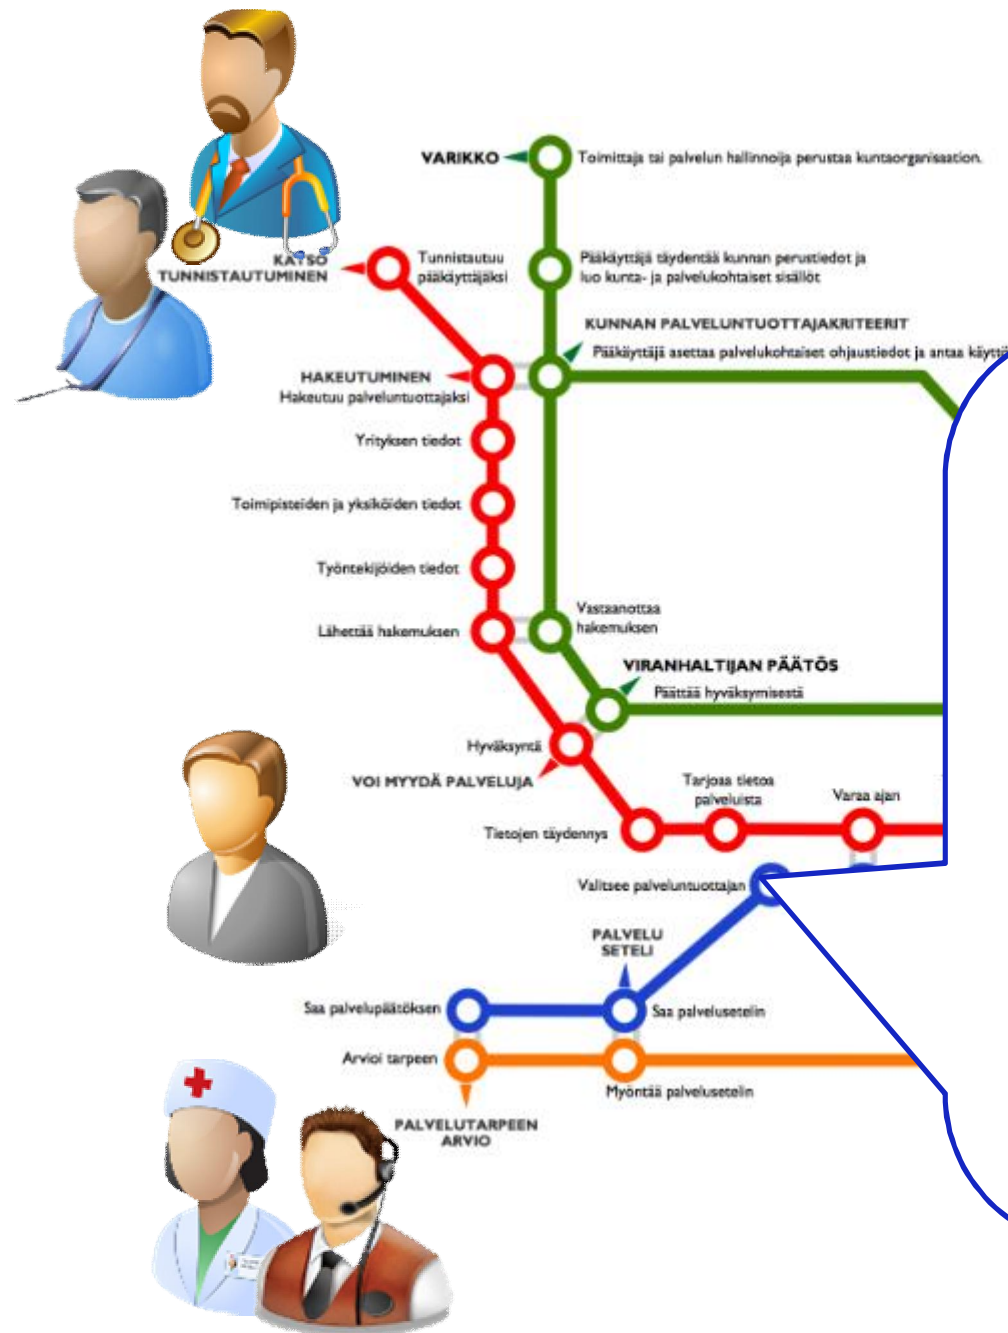 VARIKKO
Toimittaja tai palvelun hallinnoija perustaa kuntaorganisaation.
KATSO
TUNNISTAUTUMINEN
Tunnistautuu
pääkäyttäjäksi
Pääkäyttäjä täydentää kunnan perustiedot ja
luo kunta- ja palvelukohtaiset sisällöt
KUNNAN PALVELUNTUOTTAJAKRITEERIT
Pääkäyttäjä asettaa palvelukohtaiset ohjaustiedot ja antaa
HAKEUTUMINEN
Hakeutuu palveluntuottajaksi
Yrityksen tiedot
Toimipisteiden ja yksiköiden tiedot
Työntekijöiden tiedot
Lähettää hakemuksen
Vastaanottaa
hakemuksen
VIRANHALTIJAN PÄÄTÖS
Päättää hyväksymisestä
Hyväksyntä
VOI MYYDÄ PALVELUJA
Tietojen täydennys
Tarjoaa tietoa
palveluista
Varaa ajan
Valitsee palveluntuottajan
PALVELU
SETELI
Saa palvelupäätöksen
Saa palvelusetelin
Arvioi tarpeen
Myöntää palvelusetelin
PALVELUTARPEEN
ARVIO